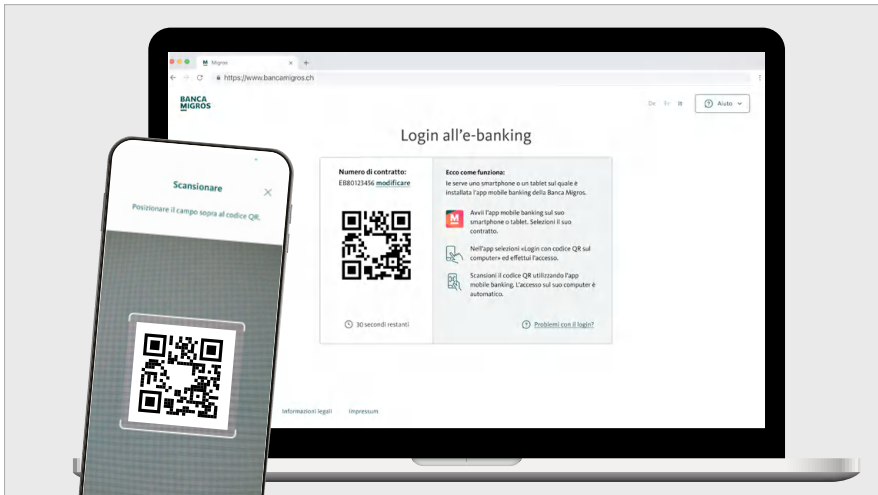 Migros
https://www.bancamigros.ch
BANCA
MIGROS
De Fr It
Aiuto
Login all'e-banking
Numero di contratto:
EB80123456 modificare
30 secondi restanti
Ecco come funziona:
le serve uno smartphone o un tablet sul quale è
installata l'app mobile banking della Banca Migros.
M
Avvii l'app mobile banking sul suo
smartphone o tablet. Selezioni il suo
contratto.
Nell'app selezioni «Login con codice QR sul
computer» ed effettui l'accesso.
Scansioni il codice QR utilizzando l'app
mobile banking. L'accesso sul suo computer è
automatico.
Problemi con il login?
Informazioni legali Impressum
Scansionare
Posizionare il campo sopra al codice QR.